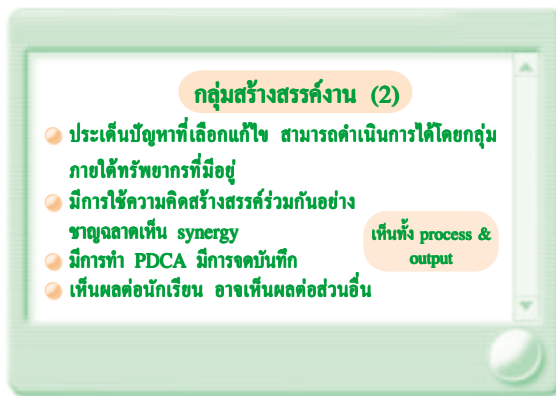 กลุ่มสร้างสรรค์งาน (2)
ประเด็นปัญหาที่เลือกแก้ไข สามารถดำเนินการได้โดยกลุ่ม
ภายใต้ทรัพยากรที่มีอยู่
มีการใช้ความคิดสร้างสรรค์ร่วมกันอย่าง
ชาญฉลาดเห็น synergy
มีการทำ PDCA มีการจดบันทึก
เห็นผลต่อนักเรียน อาจเห็นผลต่อส่วนอื่น
เห็นทั้ง process &
output